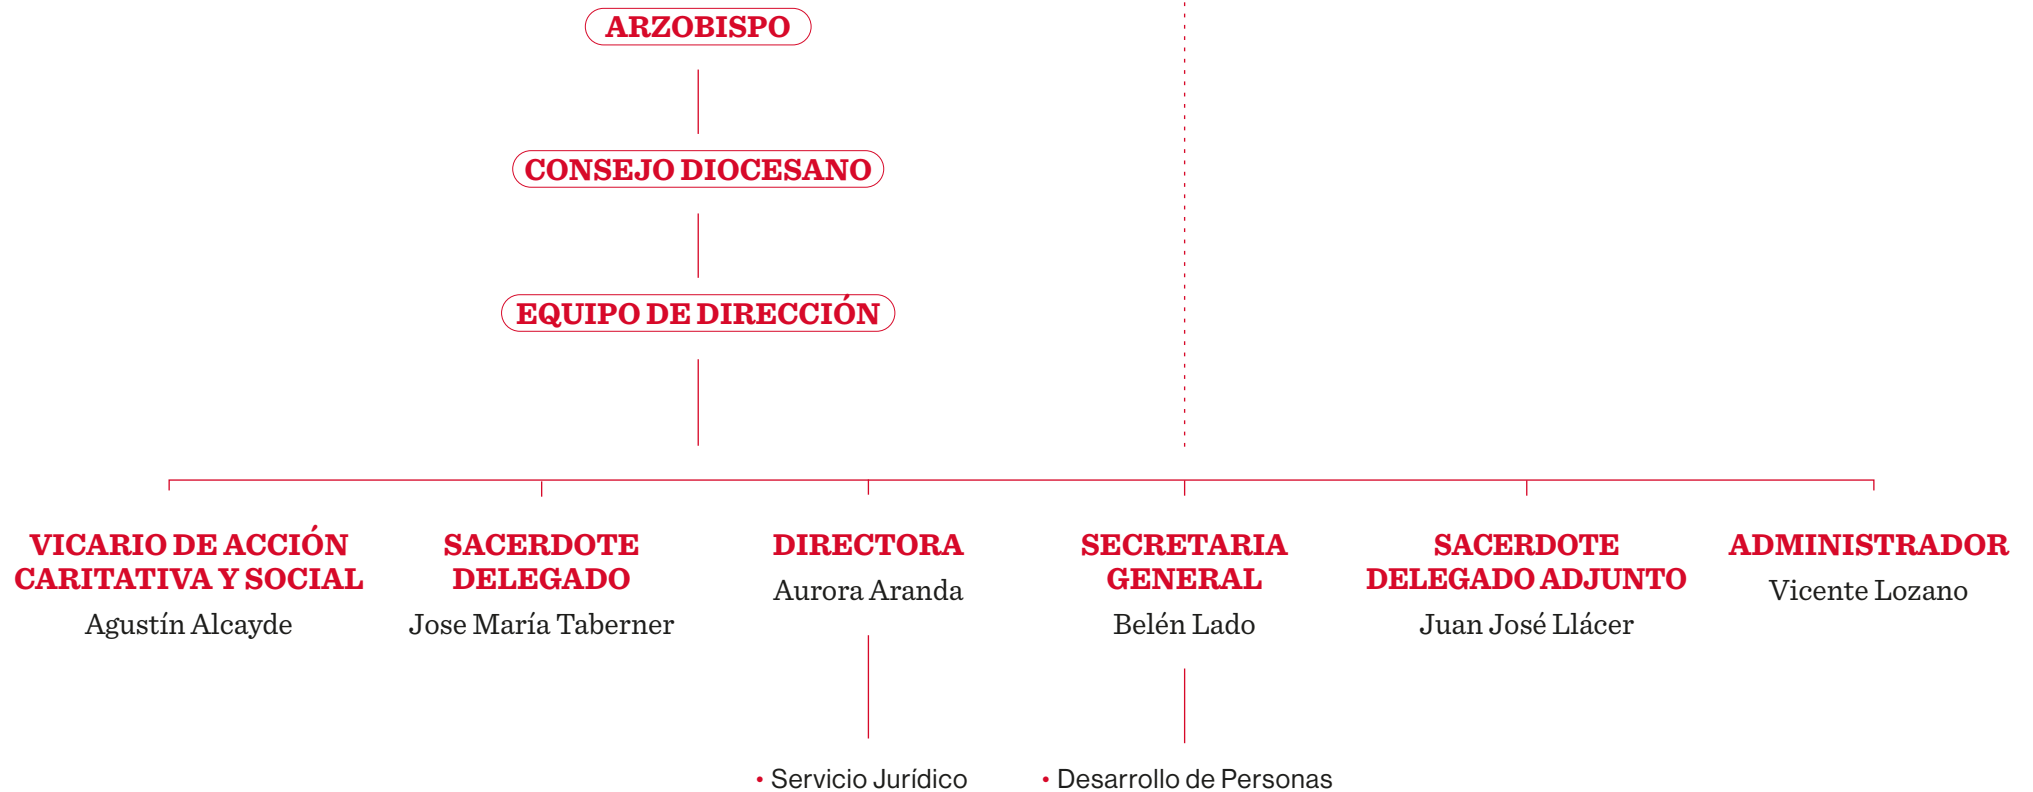 ARZOBISPO
CONSEJO DIOCESANO
EQUIPO DE DIRECCIÓN
VICARIO DE ACCIÓN
CARITATIVA Y SOCIAL
Agustín Alcayde
SACERDOTE
DELEGADO
Jose María Taberner
DIRECTORA
Aurora Aranda
SECRETARIA
GENERAL
Belén Lado
SACERDOTE
DELEGADO ADJUNTO
Juan José Llácer
ADMINISTRADOR
Vicente Lozano
• Servicio Jurídico
• Desarrollo de Personas